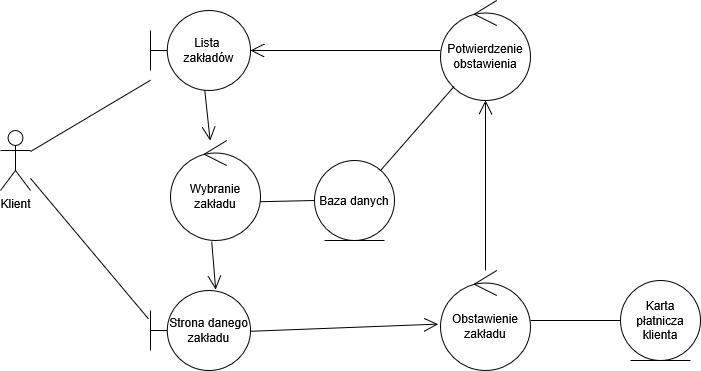 Lista
zakładów
Potwierdzenie
obstawienia
Klient
Wybranie
zakładu
Baza danych
Strona danego
zakładu
Obstawienie
zakładu
Karta
płatnicza
klienta